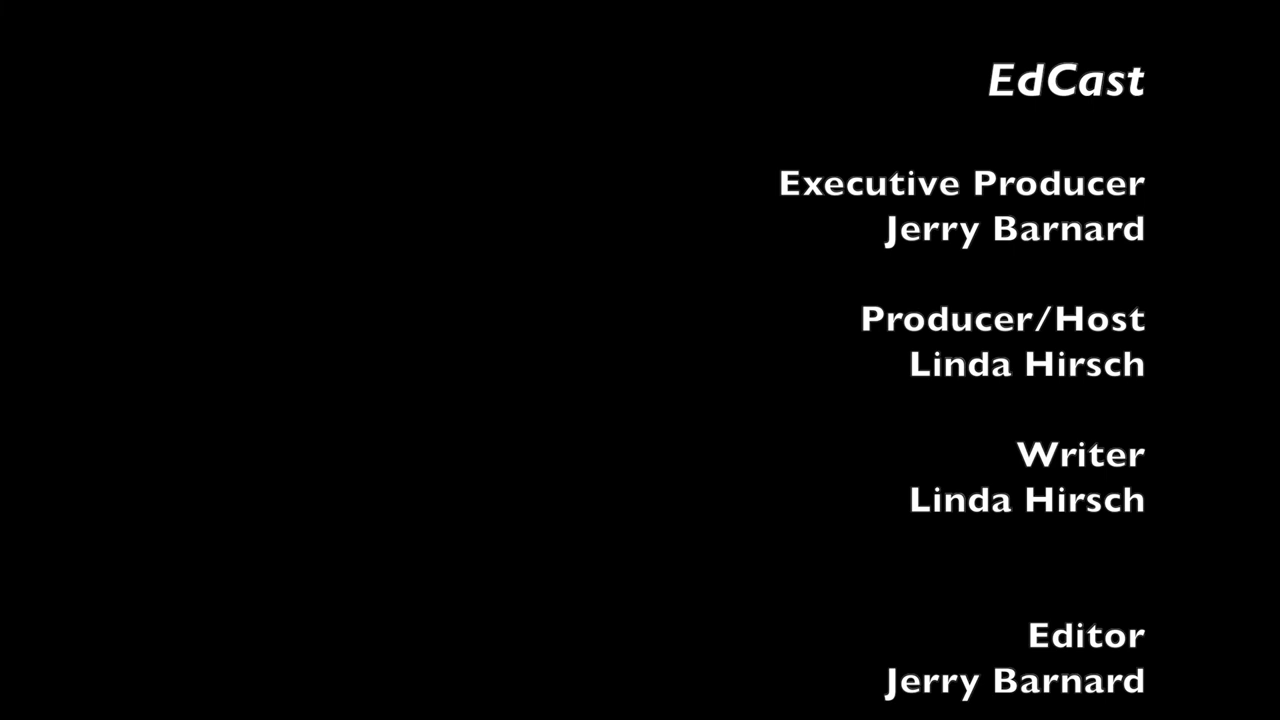 EdCast
Executive Producer
Jerry Barnard
Producer/Host
Linda Hirsch
Writer
Linda Hirsch
Editor
Jerry Barnard